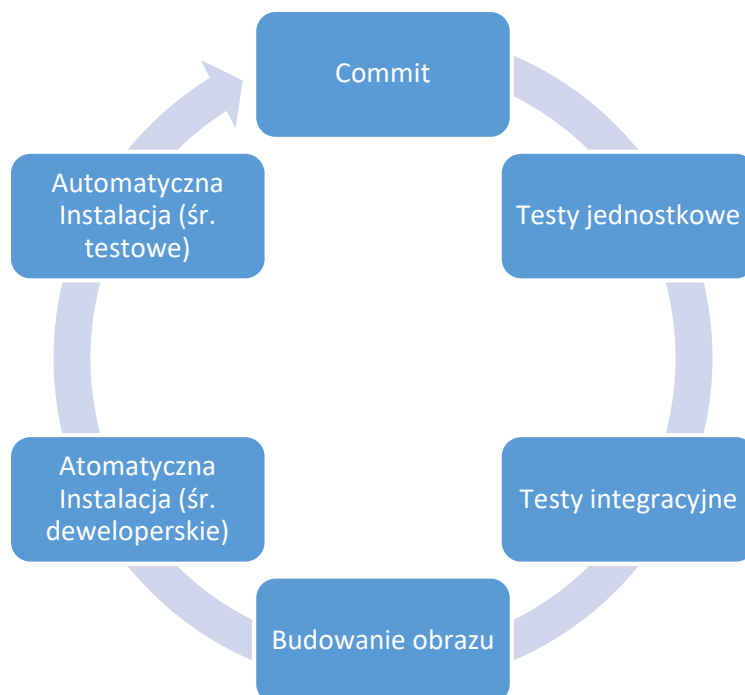 Commit
Testy jednostkowe
Testy integracyjne
Budowanie obrazu
Atomatyczna
Instalacja (śr.
deweloperskie)
Automatyczna
Instalacja (śr.
testowe)